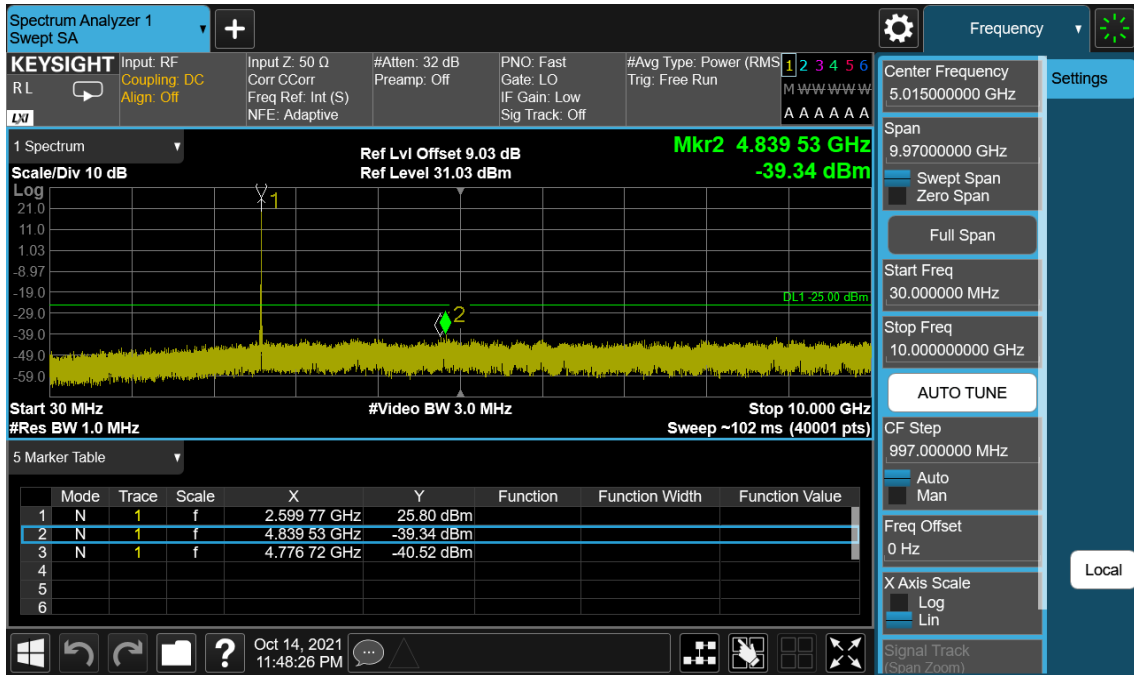 Spectrum Analyzer 1
Swept SA
Frequency
KEYSIGHT
R L
LXI
Input: RF
Coupling: DC
Align: Off
Input Z: 50 Ω
Corr CCorr
Freq Ref: Int (S)
NFE: Adaptive
#Atten: 32 dB
Preamp: Off
PNO: Fast
Gate: LO
IF Gain: Low
Sig Track: Off
#Avg Type: Power (RMS
Trig: Free Run
1 2 3 4 5 6
M W W W W W
A A A A A A
1 Spectrum
Scale/Div 10 dB
Ref Lvl Offset 9.03 dB
Ref Level 31.03 dBm
Mkr2 4.839 53 GHz
-39.34 dBm
Log
21.0
11.0
1.03
-8.97
-19.0
-29.0
-39.0
-49.0
-59.0
1
2
DL1 -25.00 dBm
Start 30 MHz
#Video BW 3.0 MHz
Stop 10.000 GHz
#Res BW 1.0 MHz
Sweep ~102 ms (40001 pts)
5 Marker Table
Mode Trace Scale X Y Function Function Width Function Value
1 N 1 f 2.599 77 GHz 25.80 dBm
2 N 1 f 4.839 53 GHz -39.34 dBm
3 N 1 f 4.776 72 GHz -40.52 dBm
4
5
6
?
Oct 14, 2021
11:48:26 PM
Center Frequency
5.015000000 GHz
Settings
Span
9.97000000 GHz
Swept Span
Zero Span
Full Span
Start Freq
30.000000 MHz
Stop Freq
10.000000000 GHz
AUTO TUNE
CF Step
997.000000 MHz
Auto
Man
Freq Offset
0 Hz
Local
X Axis Scale
Log
Lin
Signal Track
(Span Zoom)